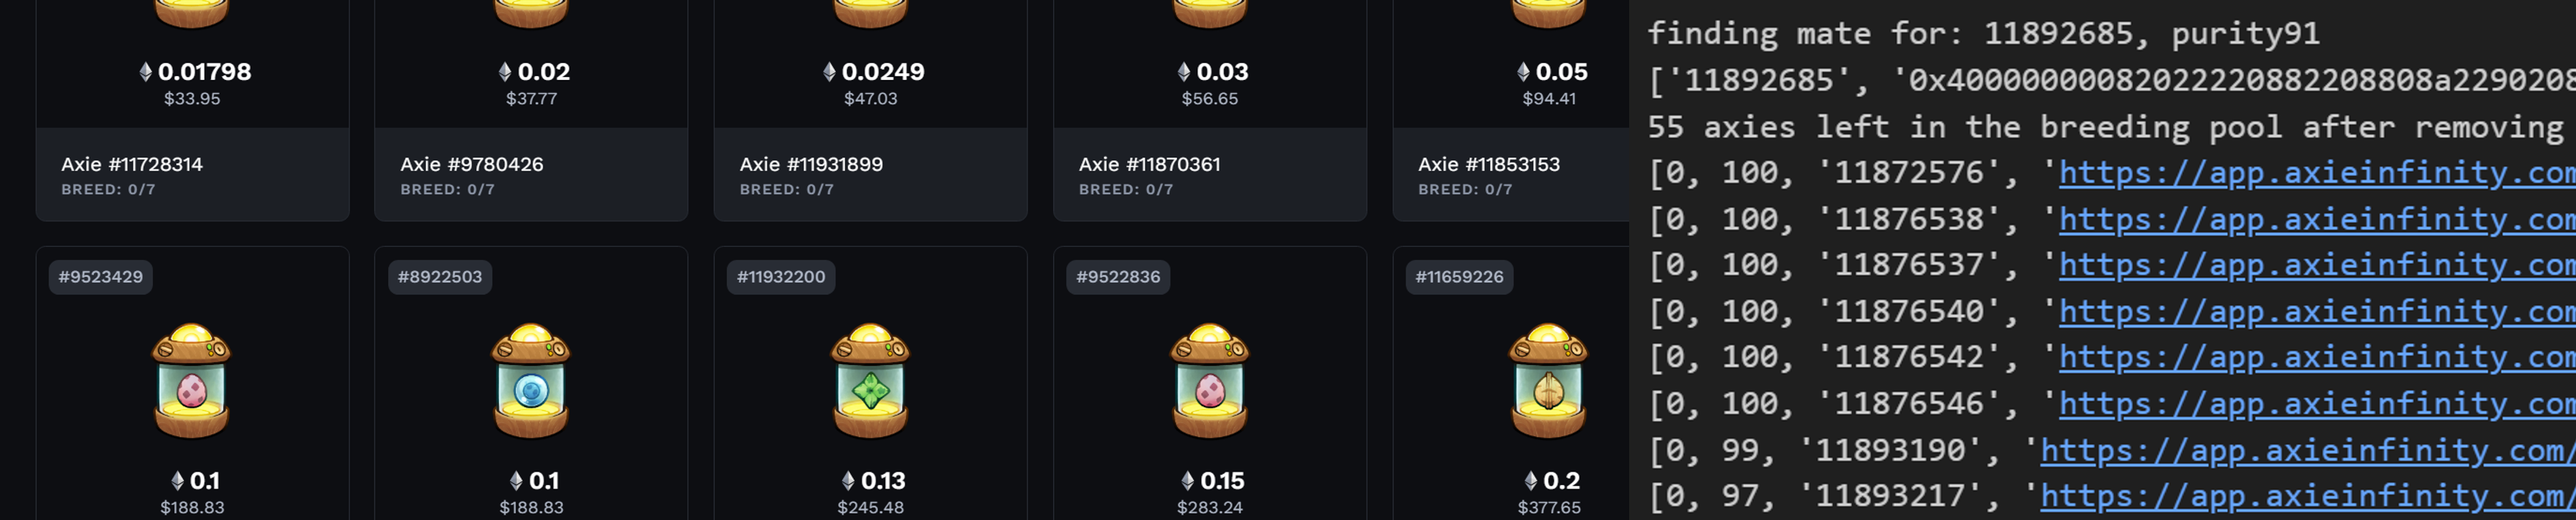 0.01798
$33.95
Axie #11728314
BREED: 0/7
0.02
$37.77
Axie #9780426
BREED: 0/7
0.0249
$47.03
Axie #11931899
BREED: 0/7
0.03
$56.65
Axie #11870361
BREED: 0/7
0.05
$94.41
Axie #11853153
BREED: 0/7
#9523429
0.1
$188.83
#8922503
0.1
$188.83
#11932200
0.13
$245.48
#9522836
0.15
$283.24
#11659226
0.2
$377.65
finding mate for: 11892685, purity91
['11892685', '0x40000000082022220882208808a2290208
55 axies left in the breeding pool after removing
[0, 100, '11872576', 'https://app.axieinfinity.com
[0, 100, '11876538', 'https://app.axieinfinity.com
[0, 100, '11876537', 'https://app.axieinfinity.com
[0, 100, '11876540', 'https://app.axieinfinity.com
[0, 100, '11876542', 'https://app.axieinfinity.com
[0, 100, '11876546', 'https://app.axieinfinity.com
[0, 99, '11893190', 'https://app.axieinfinity.com/
[0, 97, '11893217', 'https://app.axieinfinity.com/